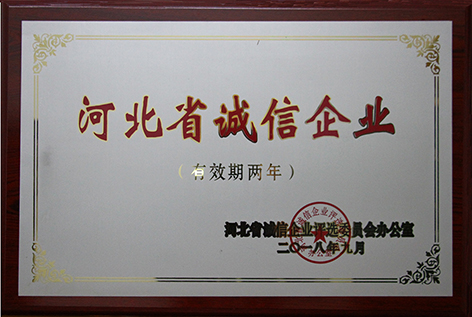 河北省诚信企业
（有效期两年）
河北省诚信企业评选委员会办公室
二〇一八年九月